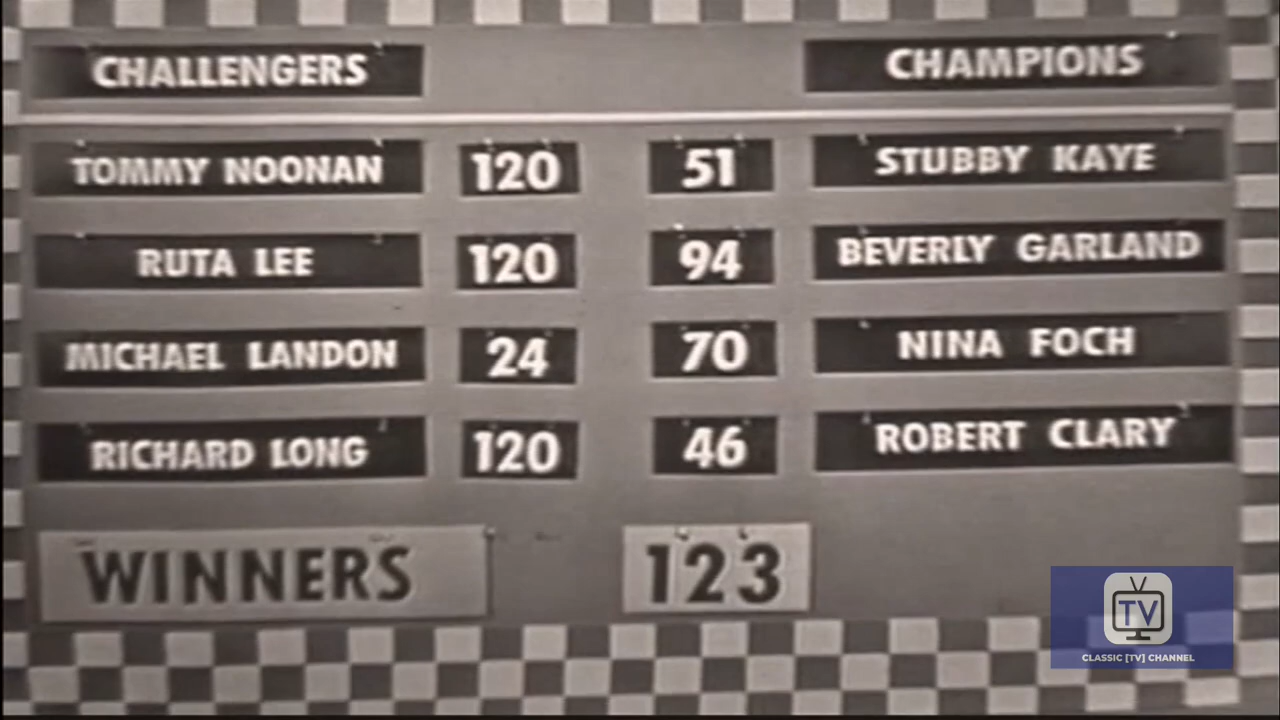 CHALLENGERS CHAMPIONS
TOMMY NOONAN 120 51 STUBBY KAYE
RUTA LEE 120 94 BEVERLY GARLAND
MICHAEL LANDON 24 70 NINA FOCH
RICHARD LONG 120 46 ROBERT CLARY
WINNERS 123
TV
CLASSIC [TV] CHANNEL